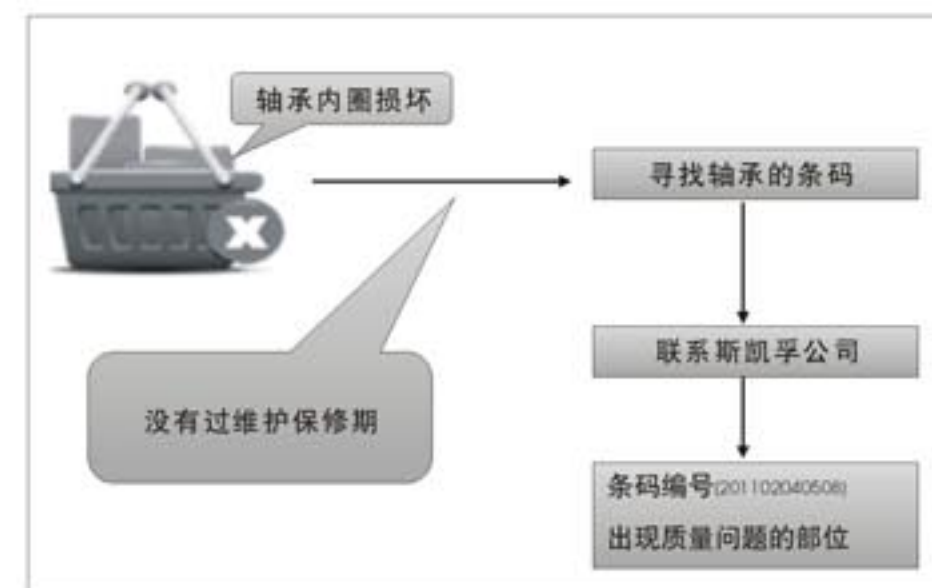 轴承内圈损坏
寻找轴承的条码
联系斯凯孚公司
没有过维护保修期
条码编号(201102040508)
出现质量问题的部位